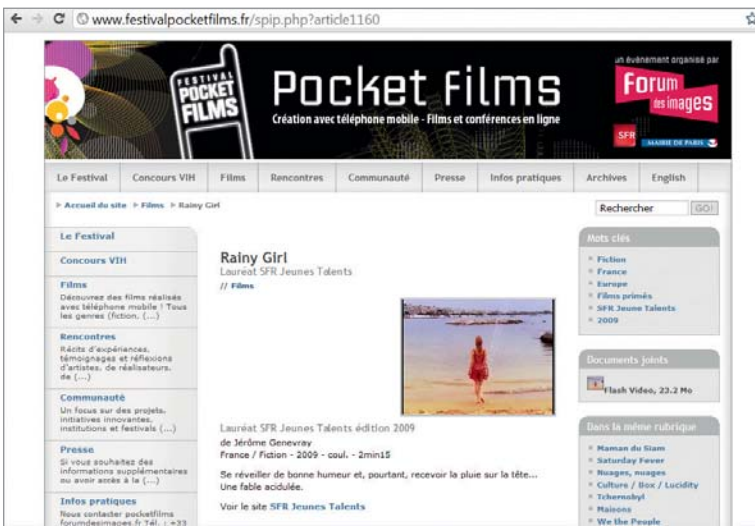 www.festivalpocketfilms.fr/spip.php?article1160
FESTIVAL
POCKET
FILMS
Pocket films
Création avec téléphone mobile - Films et conférences en ligne
un événement organisé par
Forum
des images
SFR
MAIRIE DE PARIS
Le Festival
Concours VIH
Films
Rencontres
Communauté
Presse
Infos pratiques
Archives
English
Accueil du site Films Rainy Girl
Rechercher
GO!
Le Festival
Concours VIH
Films
Découvrez des films réalisés
avec téléphone mobile ! Tous
les genres (fiction, (...)
Rencontres
Récits d'expériences,
témoignages et réflexions
d'artistes, de réalisateurs,
de (...)
Communauté
Un focus sur des projets,
initiatives innovantes,
institutions et festivals (...)
Presse
Si vous souhaitez des
informations supplémentaires
ou avoir accès à la (...)
Infos pratiques
Nous contacter pocketfilms
forumdesimages.fr Tél. : +33
Rainy Girl
Lauréat SFR Jeunes Talents
// Films
Lauréat SFR Jeunes Talents édition 2009
de Jérôme Genevray
France / Fiction - 2009 - coul. - 2min15
Se réveiller de bonne humeur et, pourtant, recevoir la pluie sur la tête...
Une fable acidulée.
Voir le site SFR Jeunes Talents
Mots clés
Fiction
France
Europe
Films primés
SFR Jeune Talents
2009
Documents joints
Flash Video, 23.2 Mo
Dans la même rubrique
Maman du Siam
Saturday Fever
Nuages, nuages
Culture / Box / Lucidity
Tchernobyl
Maisons
We the People